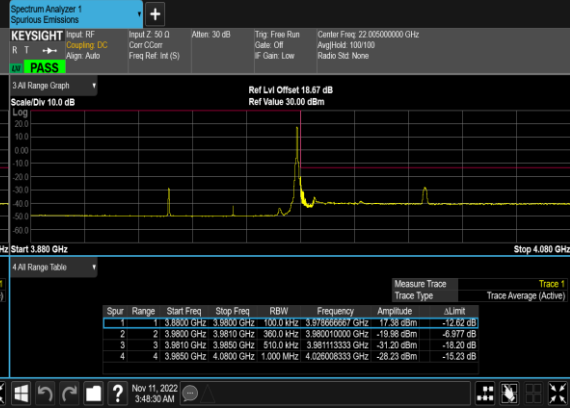 Spectrum Analyzer 1
Spurious Emissions
KEYSIGHT
R T
Input: RF
Coupling: DC
Align: Auto
Input Z: 50 Ω
Corr CCorr
Freq Ref: Int (S)
Atten: 30 dB
Trig: Free Run
Gate: Off
IF Gain: Low
Center Freq: 22.005000000 GHz
Avg|Hold: 100/100
Radio Std: None
PASS
3 All Range Graph
Ref Lvl Offset 18.67 dB
Scale/Div 10.0 dB
Ref Value 30.00 dBm
Log
20.0
10.0
0.00
-10.0
-20.0
-30.0
-40.0
-50.0
-60.0
Hz
Start 3.880 GHz
Stop 4.080 GHz
4 All Range Table
Measure Trace Trace 1
Trace Type Trace Average (Active)
Spur Range Start Freq Stop Freq RBW Frequency Amplitude ΔLimit
1 1 3.8800 GHz 3.9800 GHz 100.0 kHz 3.978666667 GHz 17.38 dBm -12.62 dB
2 2 3.9800 GHz 3.9810 GHz 360.0 kHz 3.980010000 GHz -19.98 dBm -6.977 dB
3 3 3.9810 GHz 3.9850 GHz 510.0 kHz 3.981113333 GHz -31.20 dBm -18.20 dB
4 4 3.9850 GHz 4.0800 GHz 1.000 MHz 4.026008333 GHz -28.23 dBm -15.23 dB
?
Nov 11, 2022
3:48:30 AM